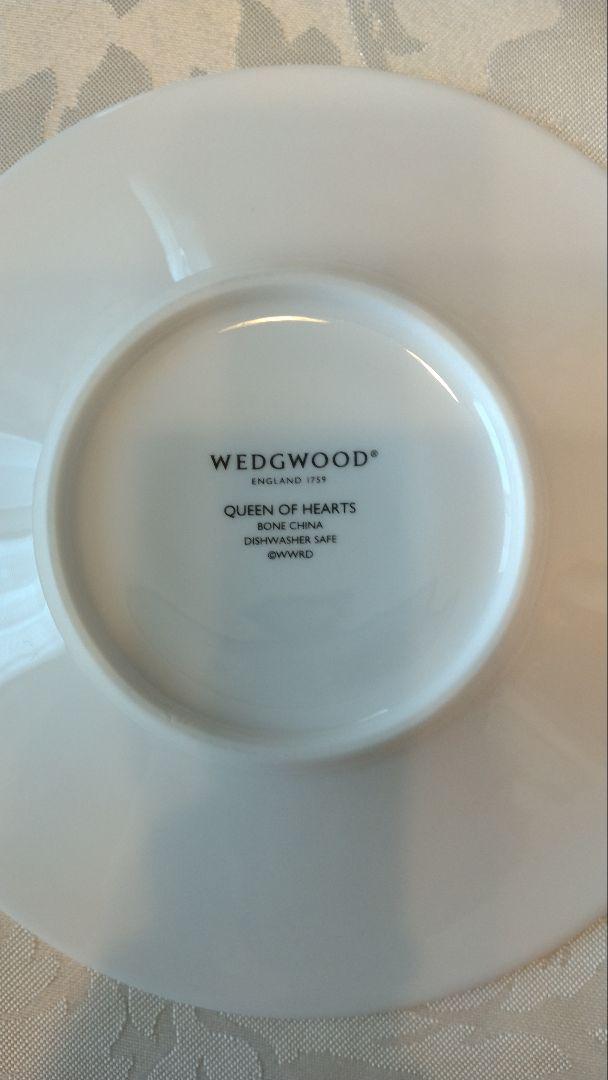 WEDGWOOD®
ENGLAND 1759
QUEEN OF HEARTS
BONE CHINA
DISHWASHER SAFE
©WWRD